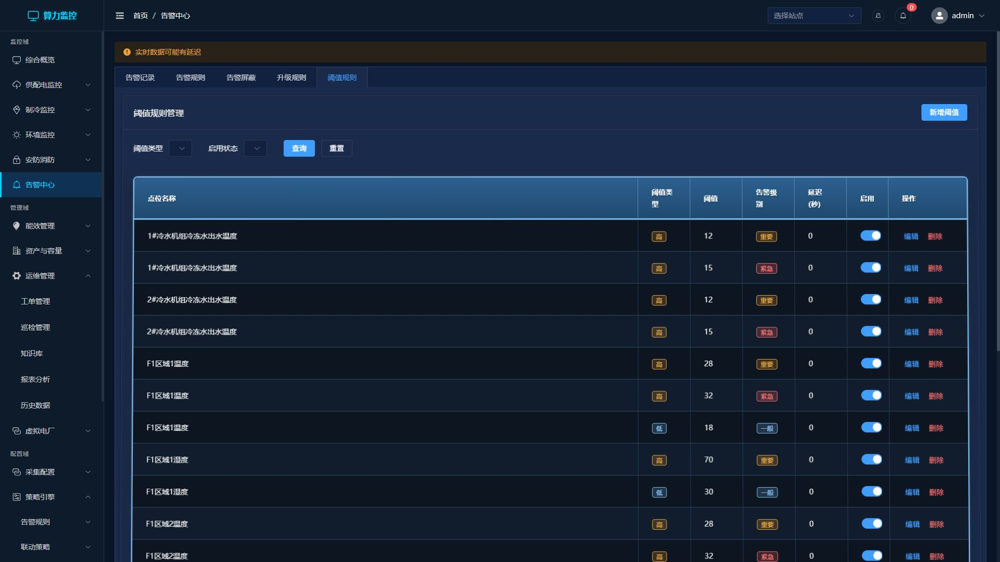 算力监控
首页 / 告警中心
选择站点
0
admin
监控域
综合概览
供配电监控
制冷监控
环境监控
安防消防
告警中心
管理域
能效管理
资产与容量
运维管理
工单管理
巡检管理
知识库
报表分析
历史数据
虚拟电厂
配置域
采集配置
策略引擎
告警规则
联动策略
实时数据可能有延迟
告警记录 告警规则 告警屏蔽 升级规则 阈值规则
阈值规则管理 新增阈值
阈值类型 启用状态 查询 重置
点位名称 阈值类型 阈值 告警级别 延迟(秒) 启用 操作
1#冷水机组冷冻水出水温度 高 12 重要 0 编辑 删除
1#冷水机组冷冻水出水温度 高 15 紧急 0 编辑 删除
2#冷水机组冷冻水出水温度 高 12 重要 0 编辑 删除
2#冷水机组冷冻水出水温度 高 15 紧急 0 编辑 删除
F1区域1温度 高 28 重要 0 编辑 删除
F1区域1温度 高 32 紧急 0 编辑 删除
F1区域1温度 低 18 一般 0 编辑 删除
F1区域1湿度 高 70 重要 0 编辑 删除
F1区域1湿度 低 30 一般 0 编辑 删除
F1区域2温度 高 28 重要 0 编辑 删除
F1区域2温度 高 32 紧急 0 编辑 删除